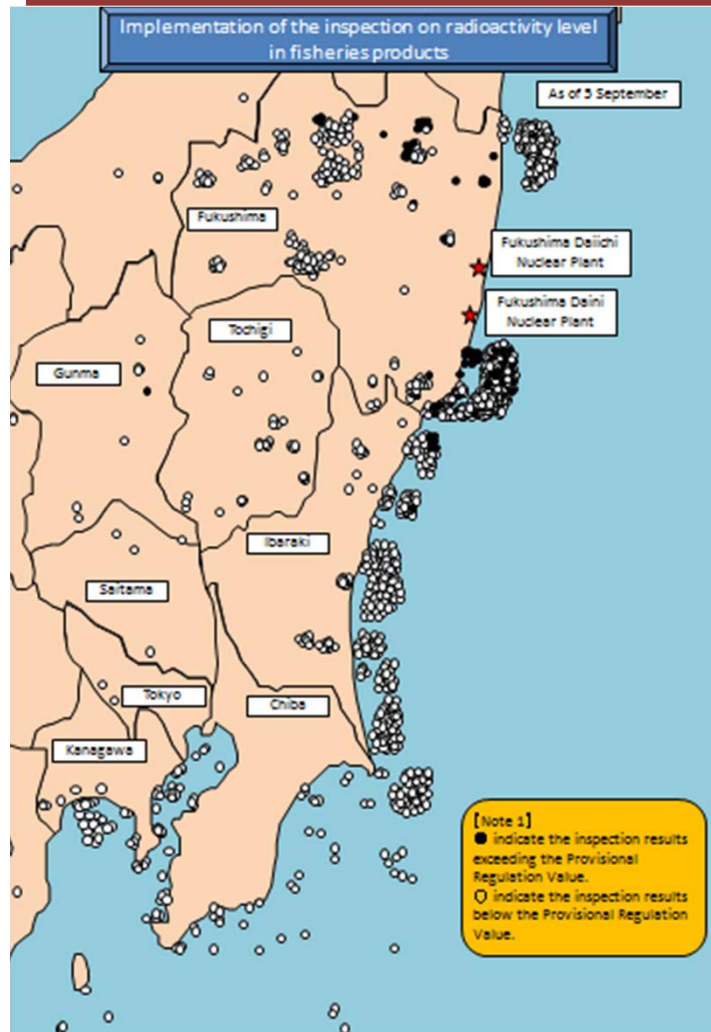 Implementation of the inspection on radioactivity level
in fisheries products
As of 5 September
Fukushima
Fukushima Daiichi
Nuclear Plant
Fukushima Daini
Nuclear Plant
Tochigi
Gunma
Ibaraki
Saitama
Tokyo
Chiba
Kanagawa
【Note 1】
● indicate the inspection results
exceeding the Provisional
Regulation Value.
○ indicate the inspection results
below the Provisional Regulation
Value.